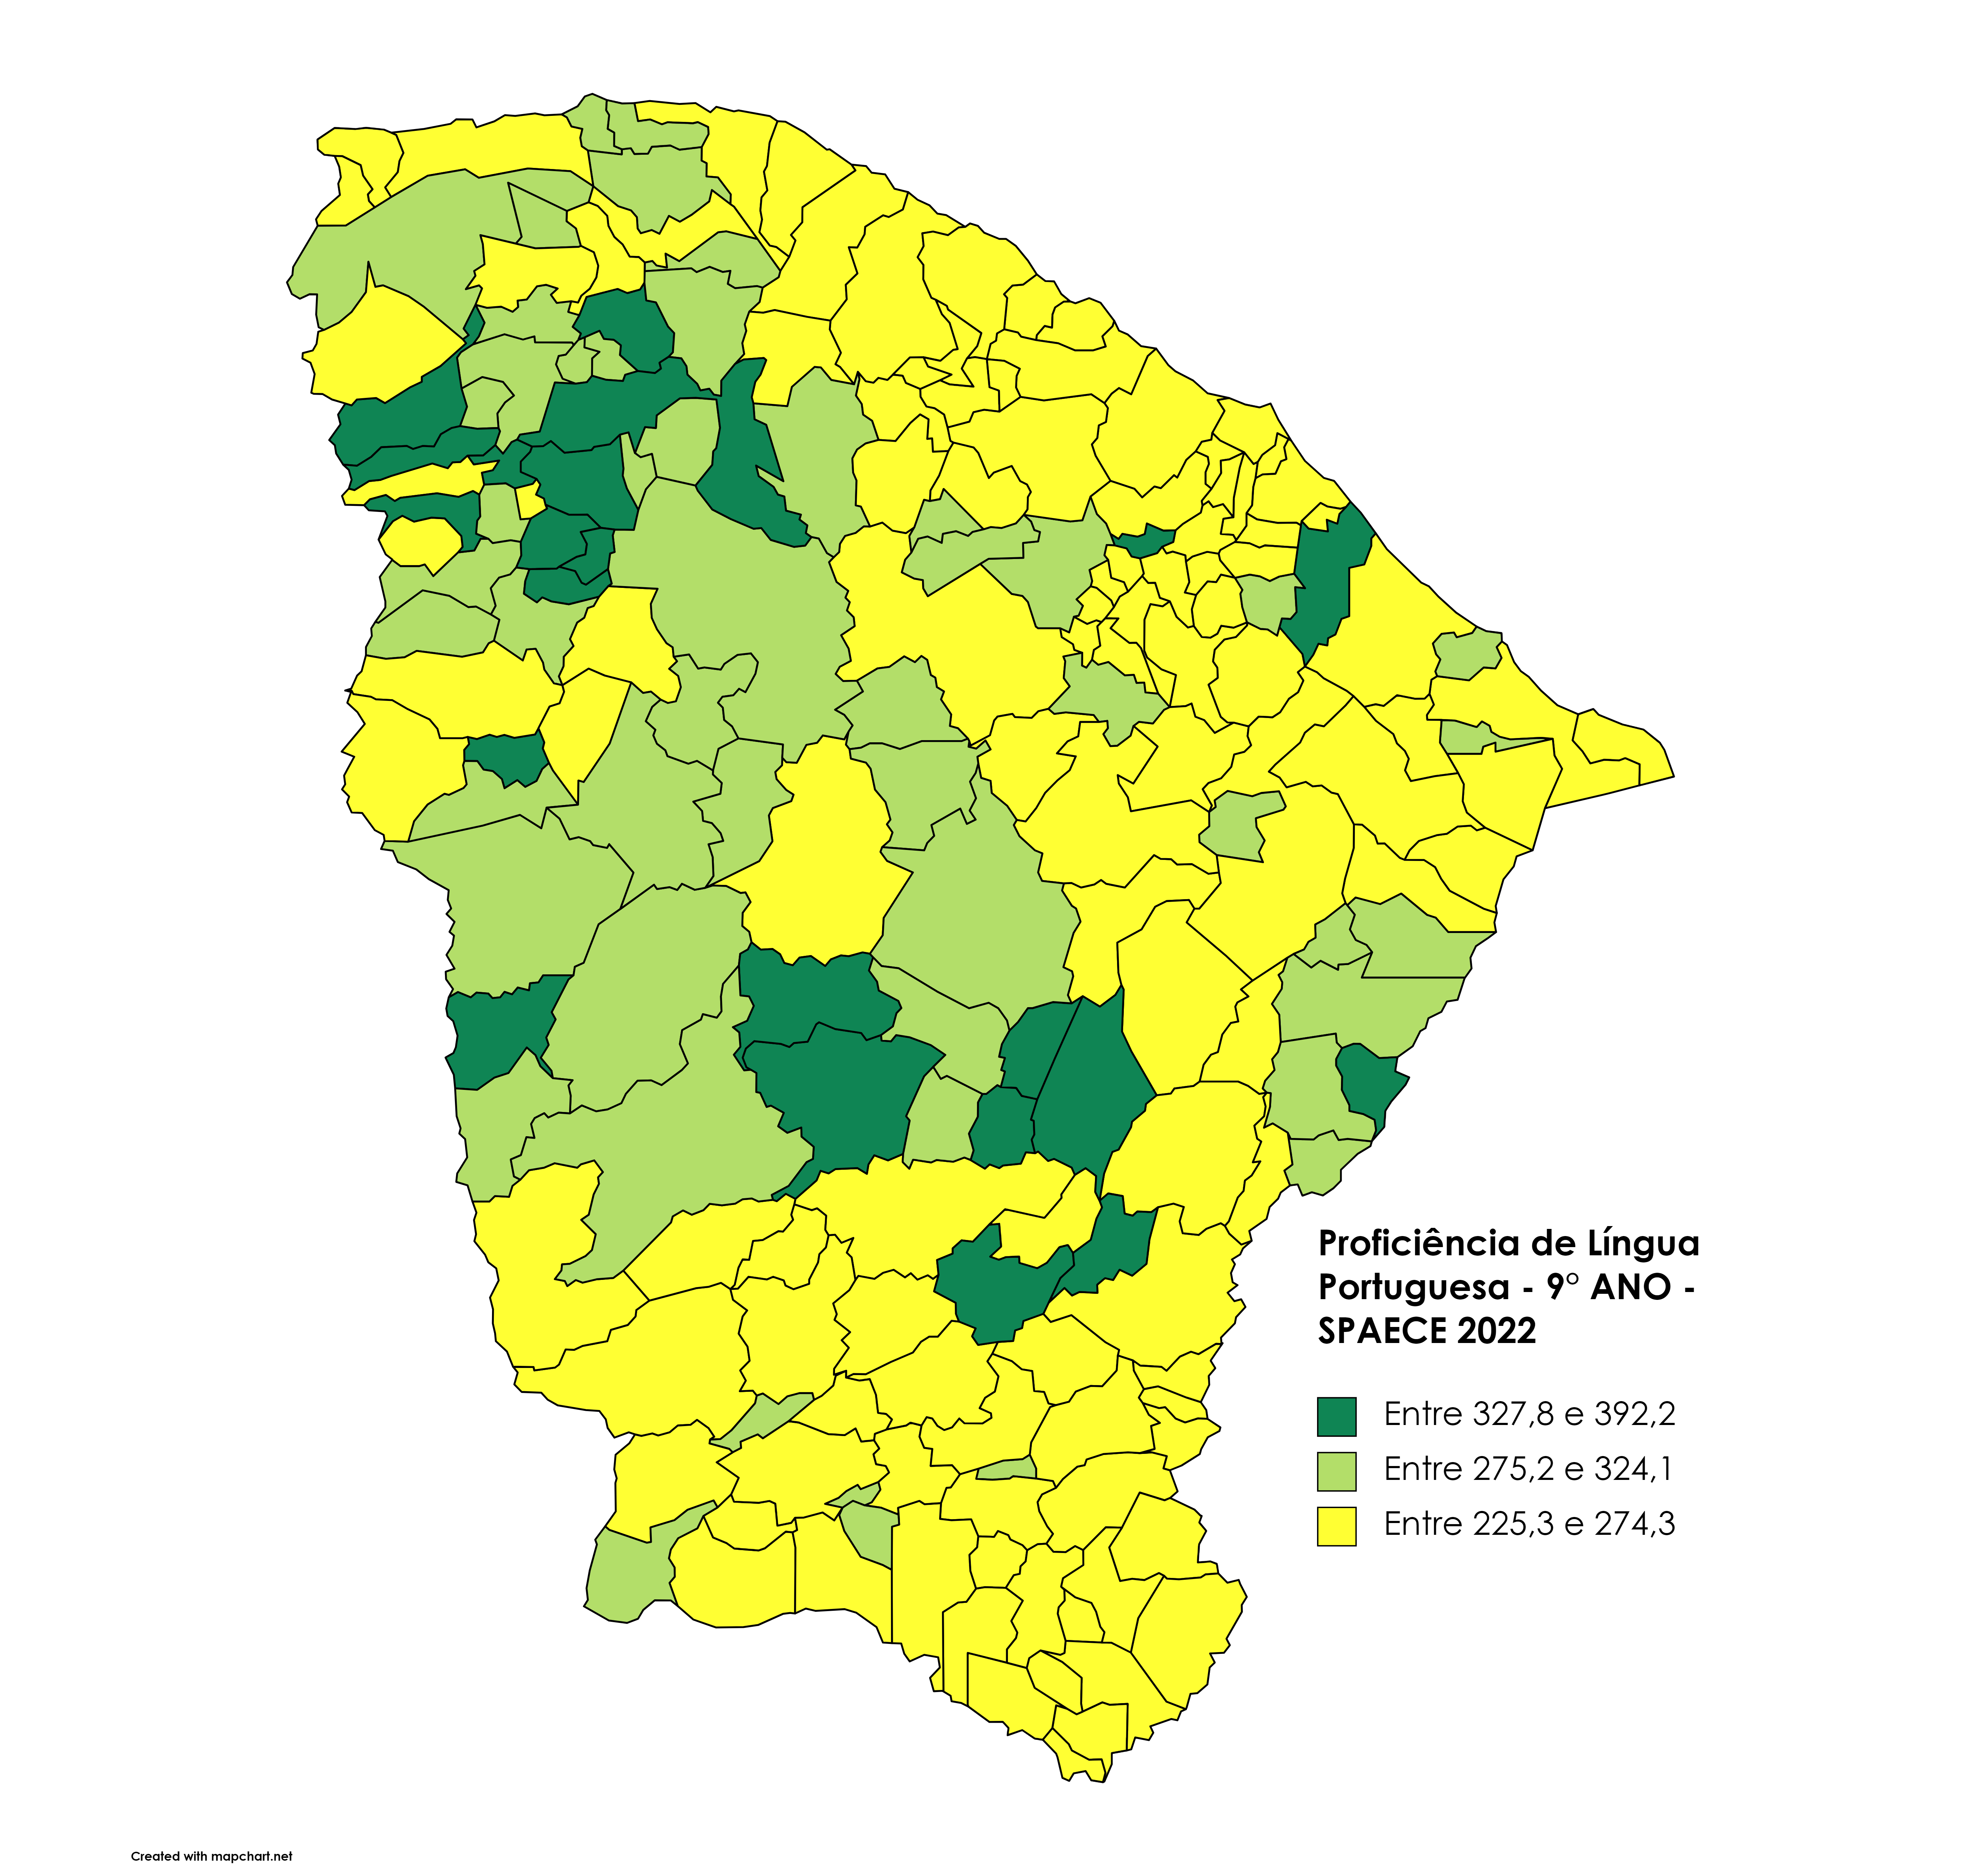 Proficiência de Língua
Portuguesa - 9° ANO -
SPAECE 2022
Entre 327,8 e 392,2
Entre 275,2 e 324,1
Entre 225,3 e 274,3
Created with mapchart.net